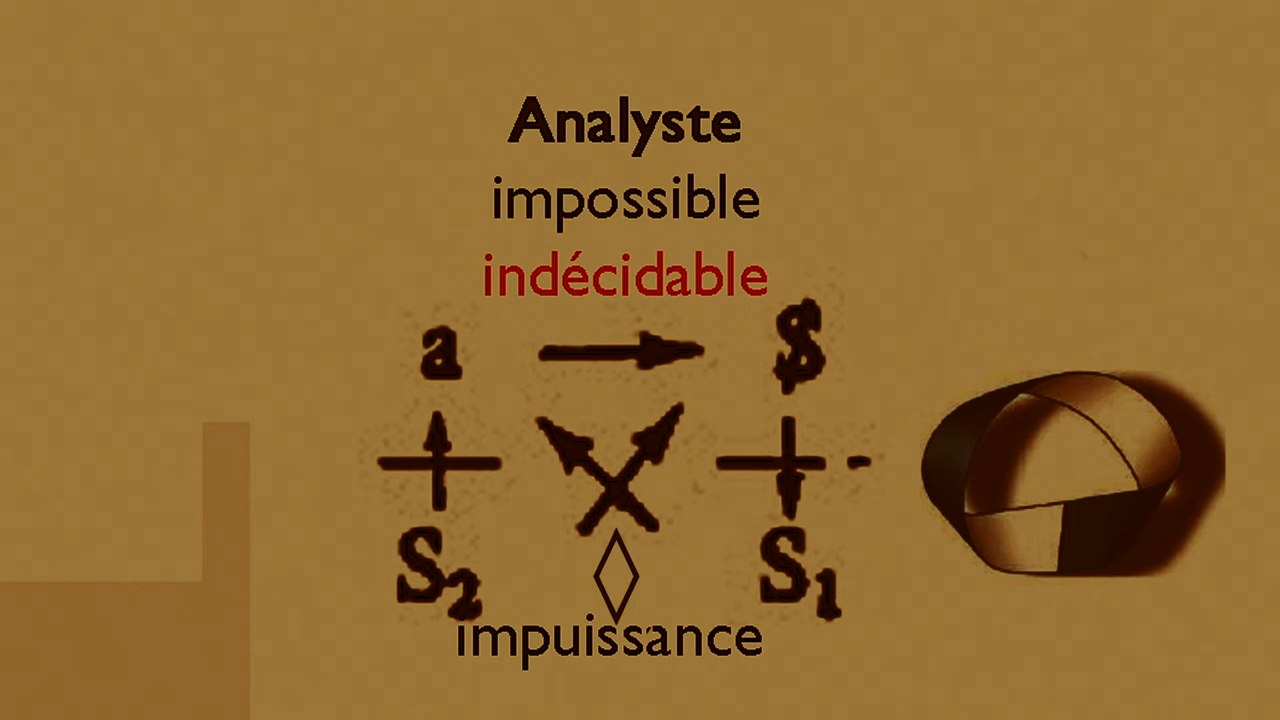 Analyste
impossible
indécidable
a → $
S₂ ◊ S₁
impuissance